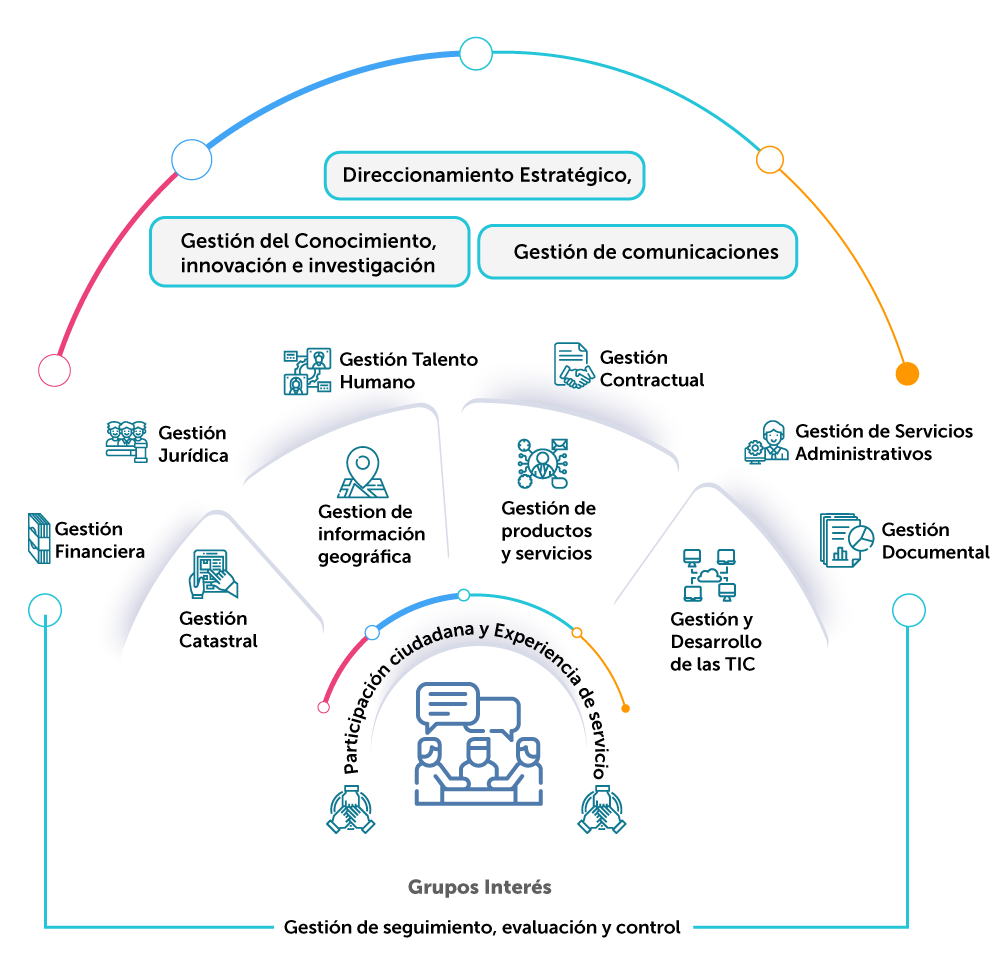 Direccionamiento Estratégico,
Gestión del Conocimiento,
innovación e investigación
Gestión de comunicaciones
Gestión Talento
Humano
Gestión
Contractual
Gestión
Jurídica
Gestión de Servicios
Administrativos
Gestión
Financiera
Gestion de
información
geográfica
Gestión de
productos
y servicios
Gestión
Documental
Gestión
Catastral
Gestión y
Desarrollo
de las TIC
Participación ciudadana y Experiencia de servicio
Grupos Interés
Gestión de seguimiento, evaluación y control